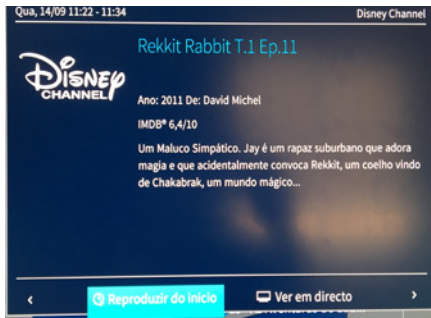 Qua, 14/09 11:22 - 11:34
Disney Channel
Rekkit Rabbit T.1 Ep.11
DISNEY
CHANNEL
Ano: 2011 De: David Michel
IMDB® 6,4/10
Um Maluco Simpático. Jay é um rapaz suburbano que adora
magia e que acidentalmente convoca Rekkit, um coelho vindo
de Chakabrak, um mundo mágico...
‹
Reproduzir do Início
Ver em directo
›